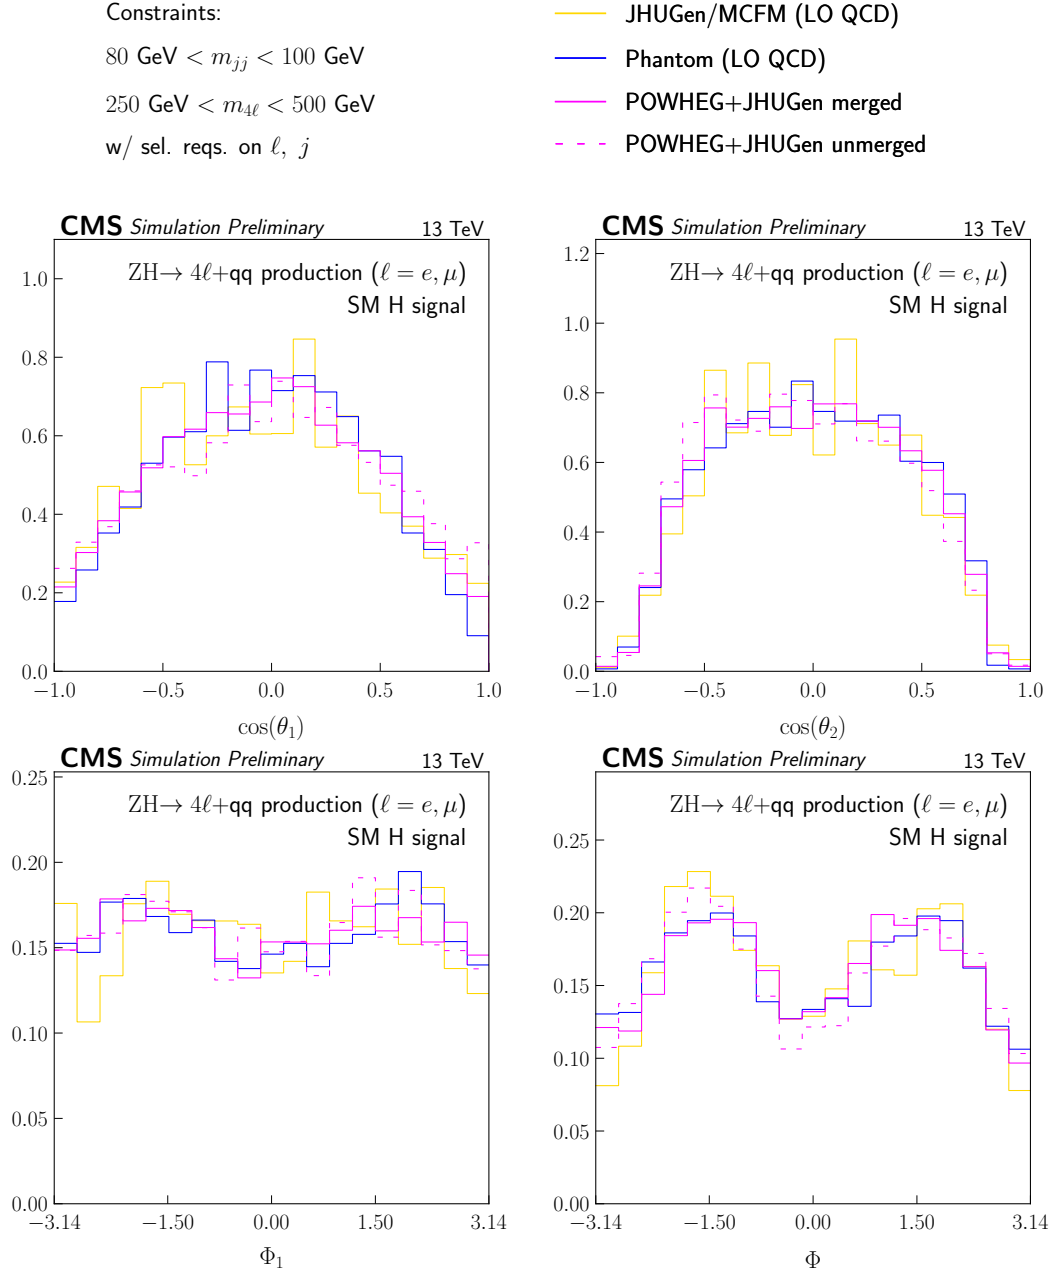 Constraints:
80 GeV < m_jj < 100 GeV
250 GeV < m_4ℓ < 500 GeV
w/ sel. reqs. on ℓ, j
JHUGen/MCFM (LO QCD)
Phantom (LO QCD)
POWHEG+JHUGen merged
POWHEG+JHUGen unmerged
CMS Simulation Preliminary 13 TeV
ZH→ 4ℓ+qq production (ℓ = e, μ)
SM H signal
1.0
0.8
0.6
0.4
0.2
0.0
−1.0 −0.5 0.0 0.5 1.0
cos(θ₁)
CMS Simulation Preliminary 13 TeV
ZH→ 4ℓ+qq production (ℓ = e, μ)
SM H signal
1.2
1.0
0.8
0.6
0.4
0.2
0.0
−1.0 −0.5 0.0 0.5 1.0
cos(θ₂)
CMS Simulation Preliminary 13 TeV
ZH→ 4ℓ+qq production (ℓ = e, μ)
SM H signal
0.25
0.20
0.15
0.10
0.05
0.00
−3.14 −1.50 0.00 1.50 3.14
Φ₁
CMS Simulation Preliminary 13 TeV
ZH→ 4ℓ+qq production (ℓ = e, μ)
SM H signal
0.25
0.20
0.15
0.10
0.05
0.00
−3.14 −1.50 0.00 1.50 3.14
Φ